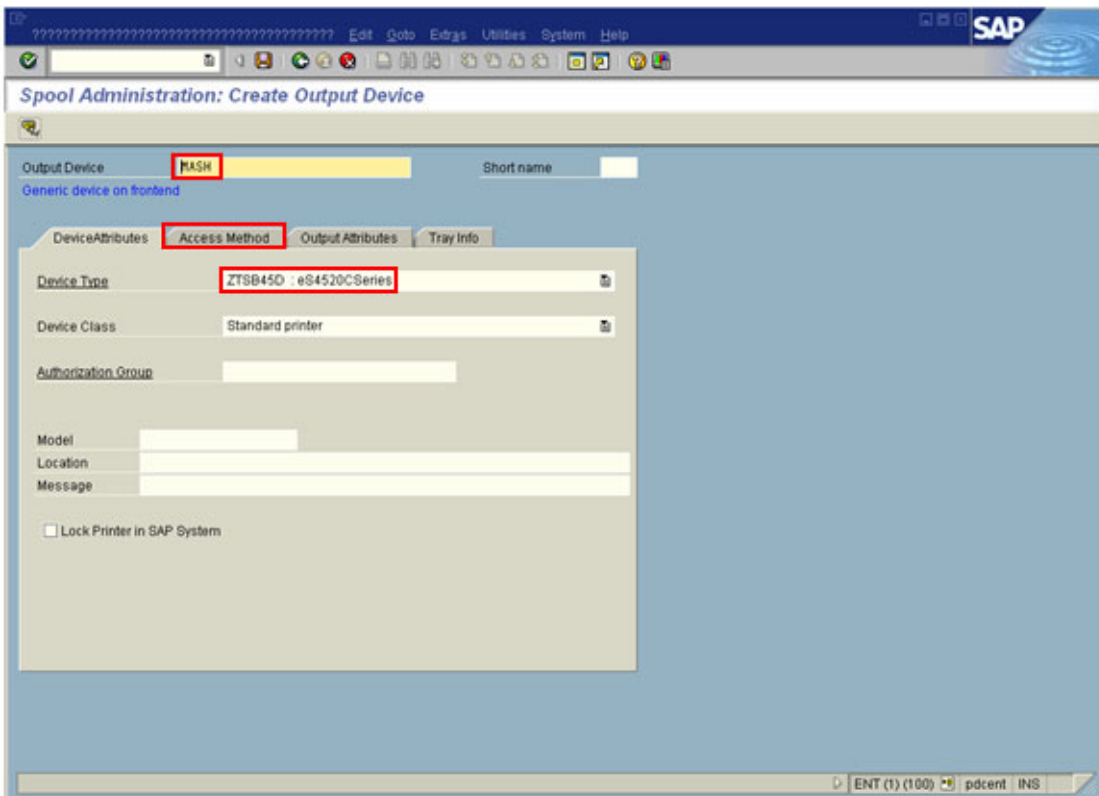 ???????????????????????????????????????? Edit Goto Extras Utilities System Help
SAP
Spool Administration: Create Output Device
Output Device MASH Short name
Generic device on frontend
DeviceAttributes Access Method Output Attributes Tray Info
Device Type ZTSB45D : eS4520CSeries
Device Class Standard printer
Authorization Group
Model
Location
Message
Lock Printer in SAP System
ENT (1) (100) pdcent INS